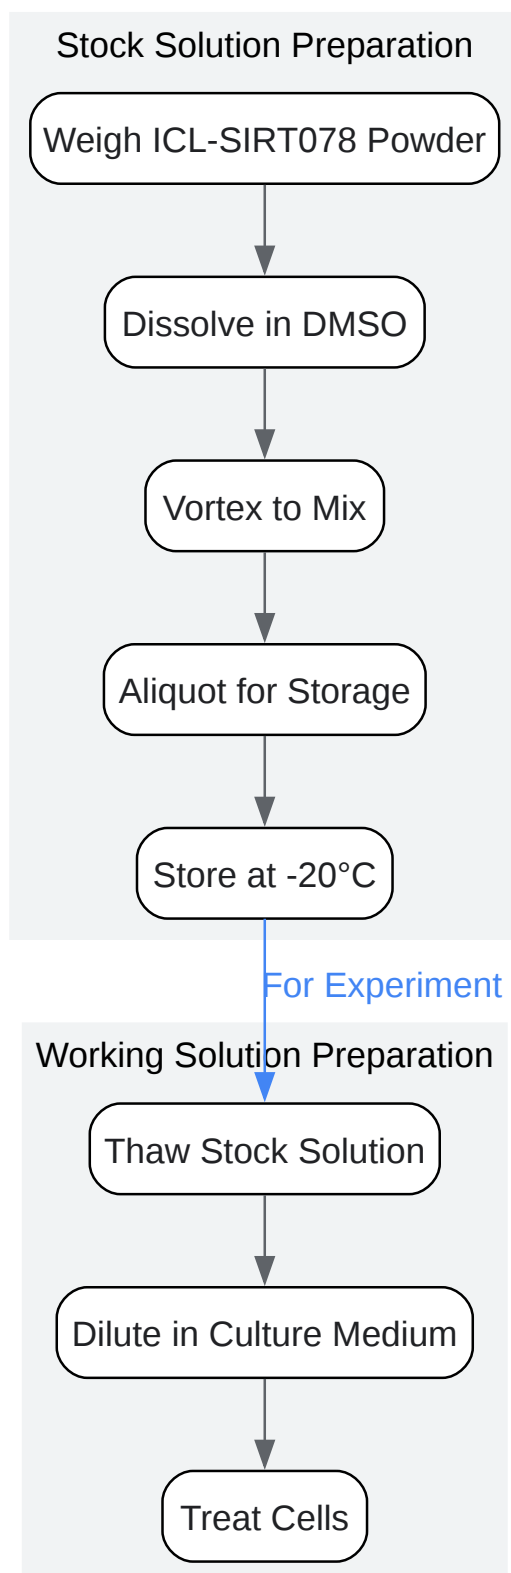 Stock Solution Preparation
Weigh ICL-SIRT078 Powder
Dissolve in DMSO
Vortex to Mix
Aliquot for Storage
Store at -20°C
For Experiment
Working Solution Preparation
Thaw Stock Solution
Dilute in Culture Medium
Treat Cells